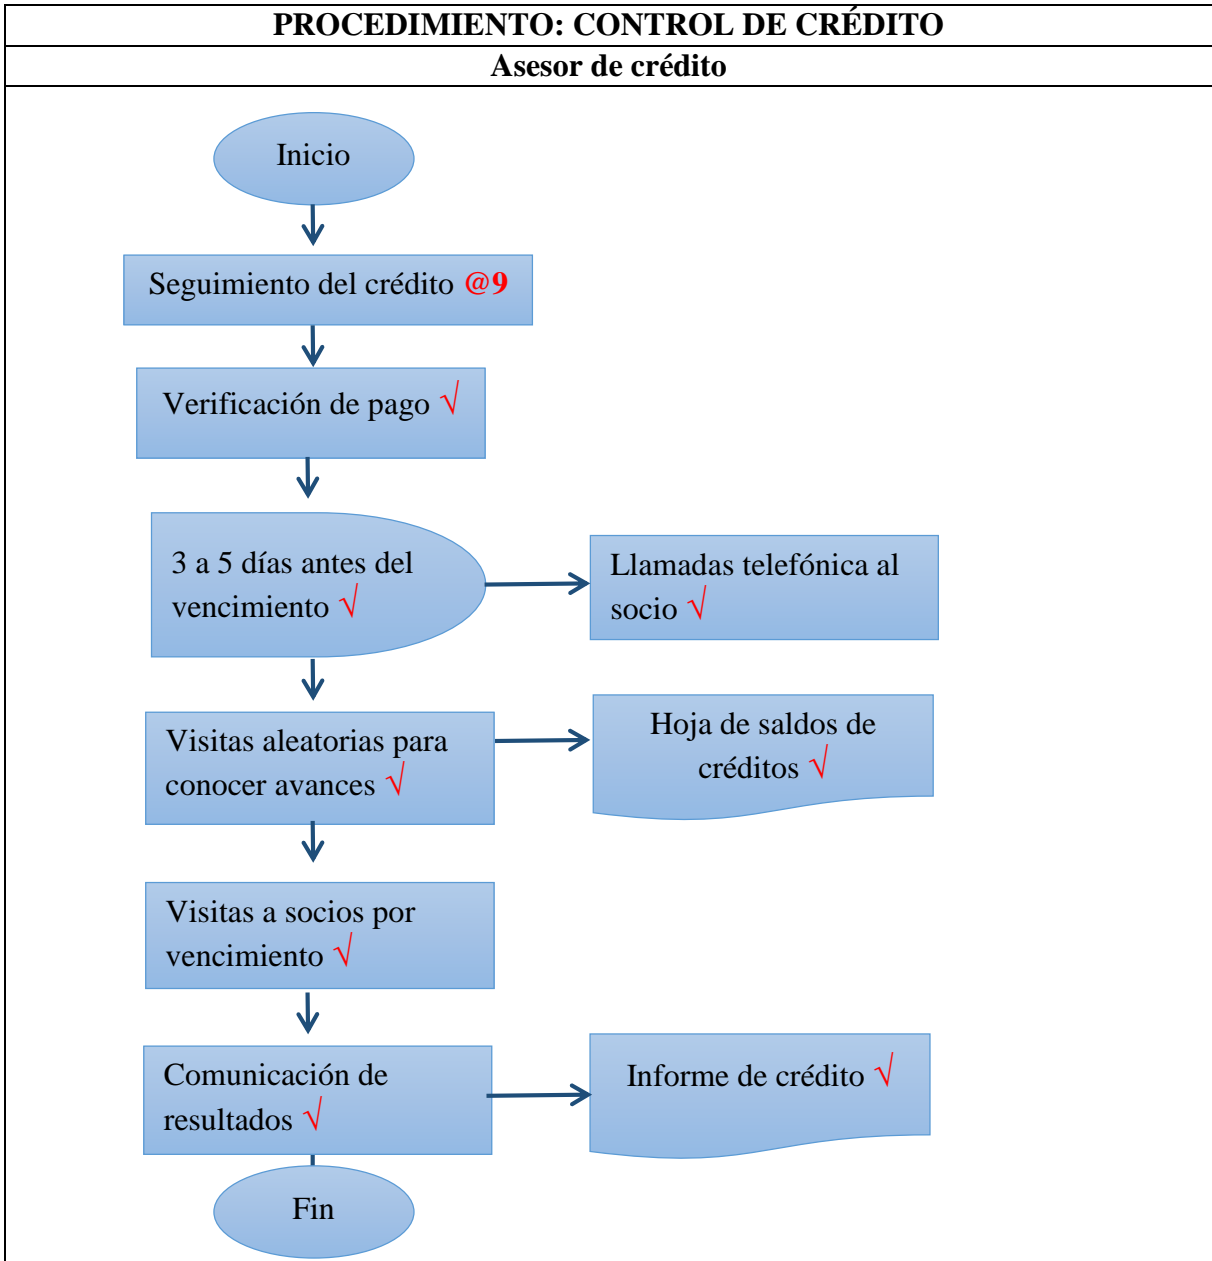 PROCEDIMIENTO: CONTROL DE CRÉDITO
Asesor de crédito
Inicio
Seguimiento del crédito @9
Verificación de pago √
3 a 5 días antes del
vencimiento √
Llamadas telefónica al
socio √
Visitas aleatorias para
conocer avances √
Hoja de saldos de
créditos √
Visitas a socios por
vencimiento √
Comunicación de
resultados √
Informe de crédito √
Fin